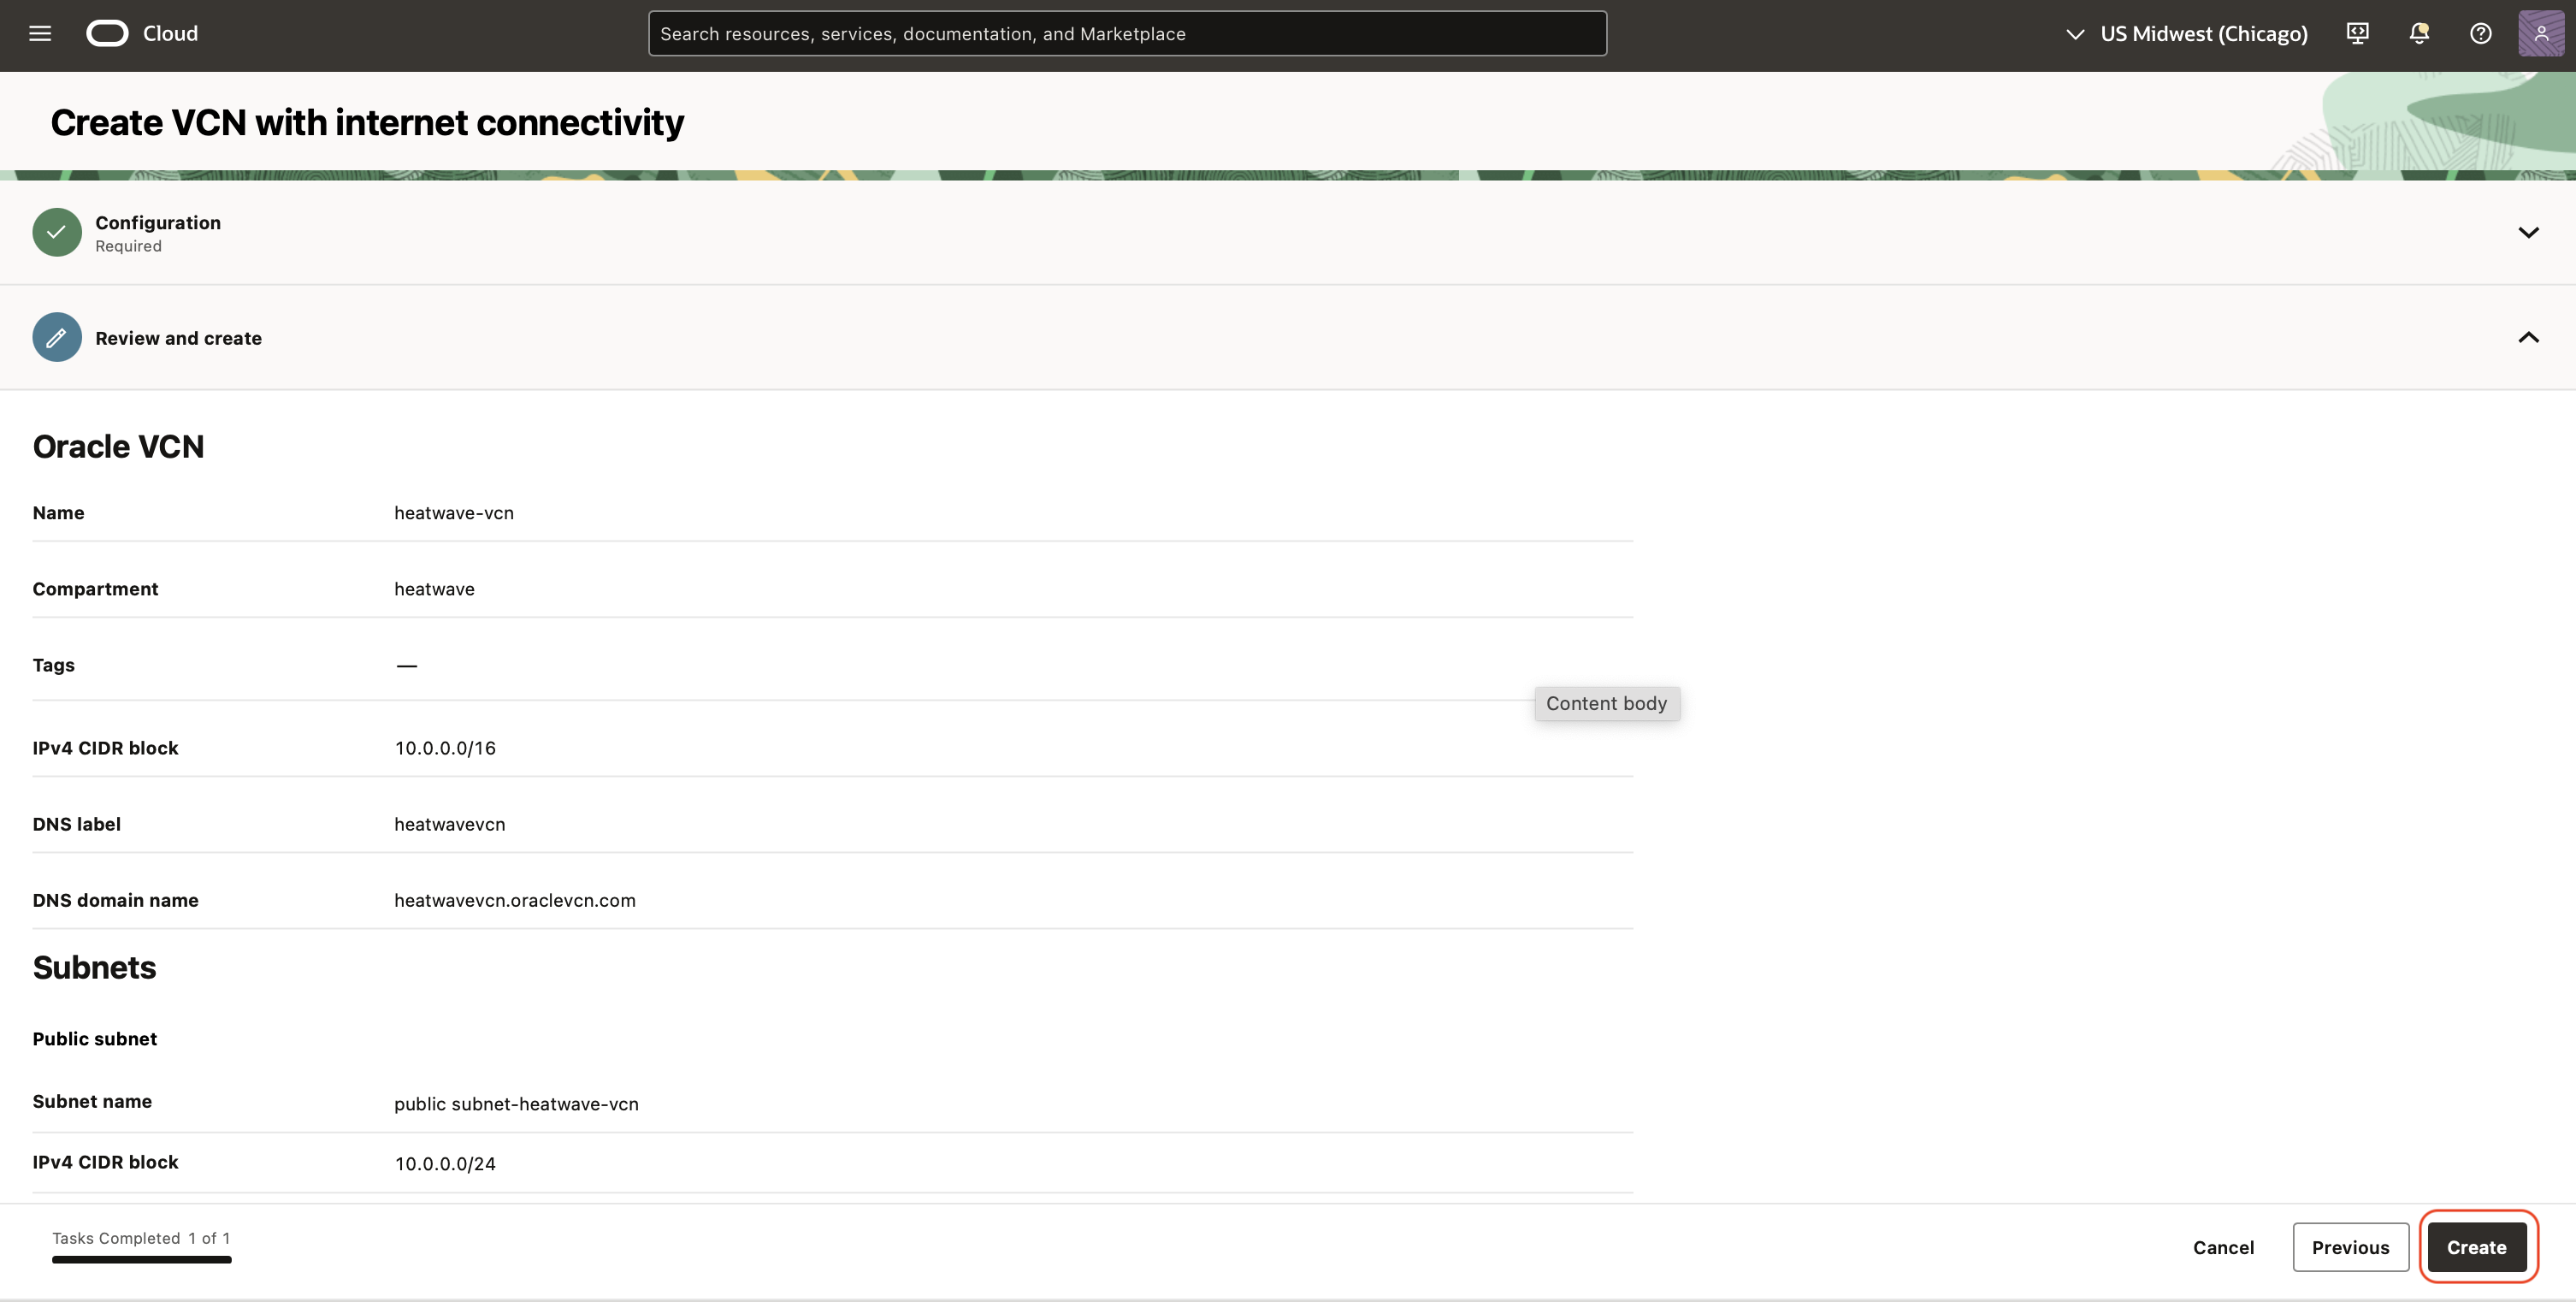 Cloud
Search resources, services, documentation, and Marketplace
US Midwest (Chicago)
Create VCN with internet connectivity
Configuration
Required
Review and create
Oracle VCN
Name heatwave-vcn
Compartment heatwave
Tags —
Content body
IPv4 CIDR block 10.0.0.0/16
DNS label heatwavevcn
DNS domain name heatwavevcn.oraclevcn.com
Subnets
Public subnet
Subnet name public subnet-heatwave-vcn
IPv4 CIDR block 10.0.0.0/24
Tasks Completed 1 of 1
Cancel Previous Create